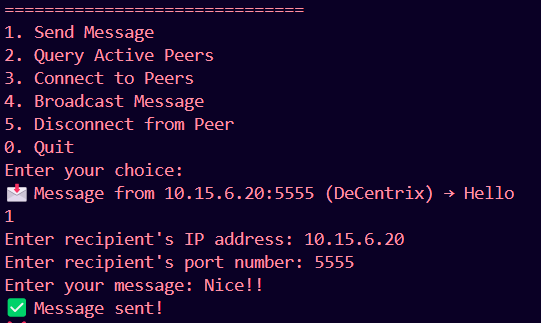 ==============================
1. Send Message
2. Query Active Peers
3. Connect to Peers
4. Broadcast Message
5. Disconnect from Peer
0. Quit
Enter your choice:
📩 Message from 10.15.6.20:5555 (DeCentrix) → Hello
1
Enter recipient's IP address: 10.15.6.20
Enter recipient's port number: 5555
Enter your message: Nice!!
✅ Message sent!